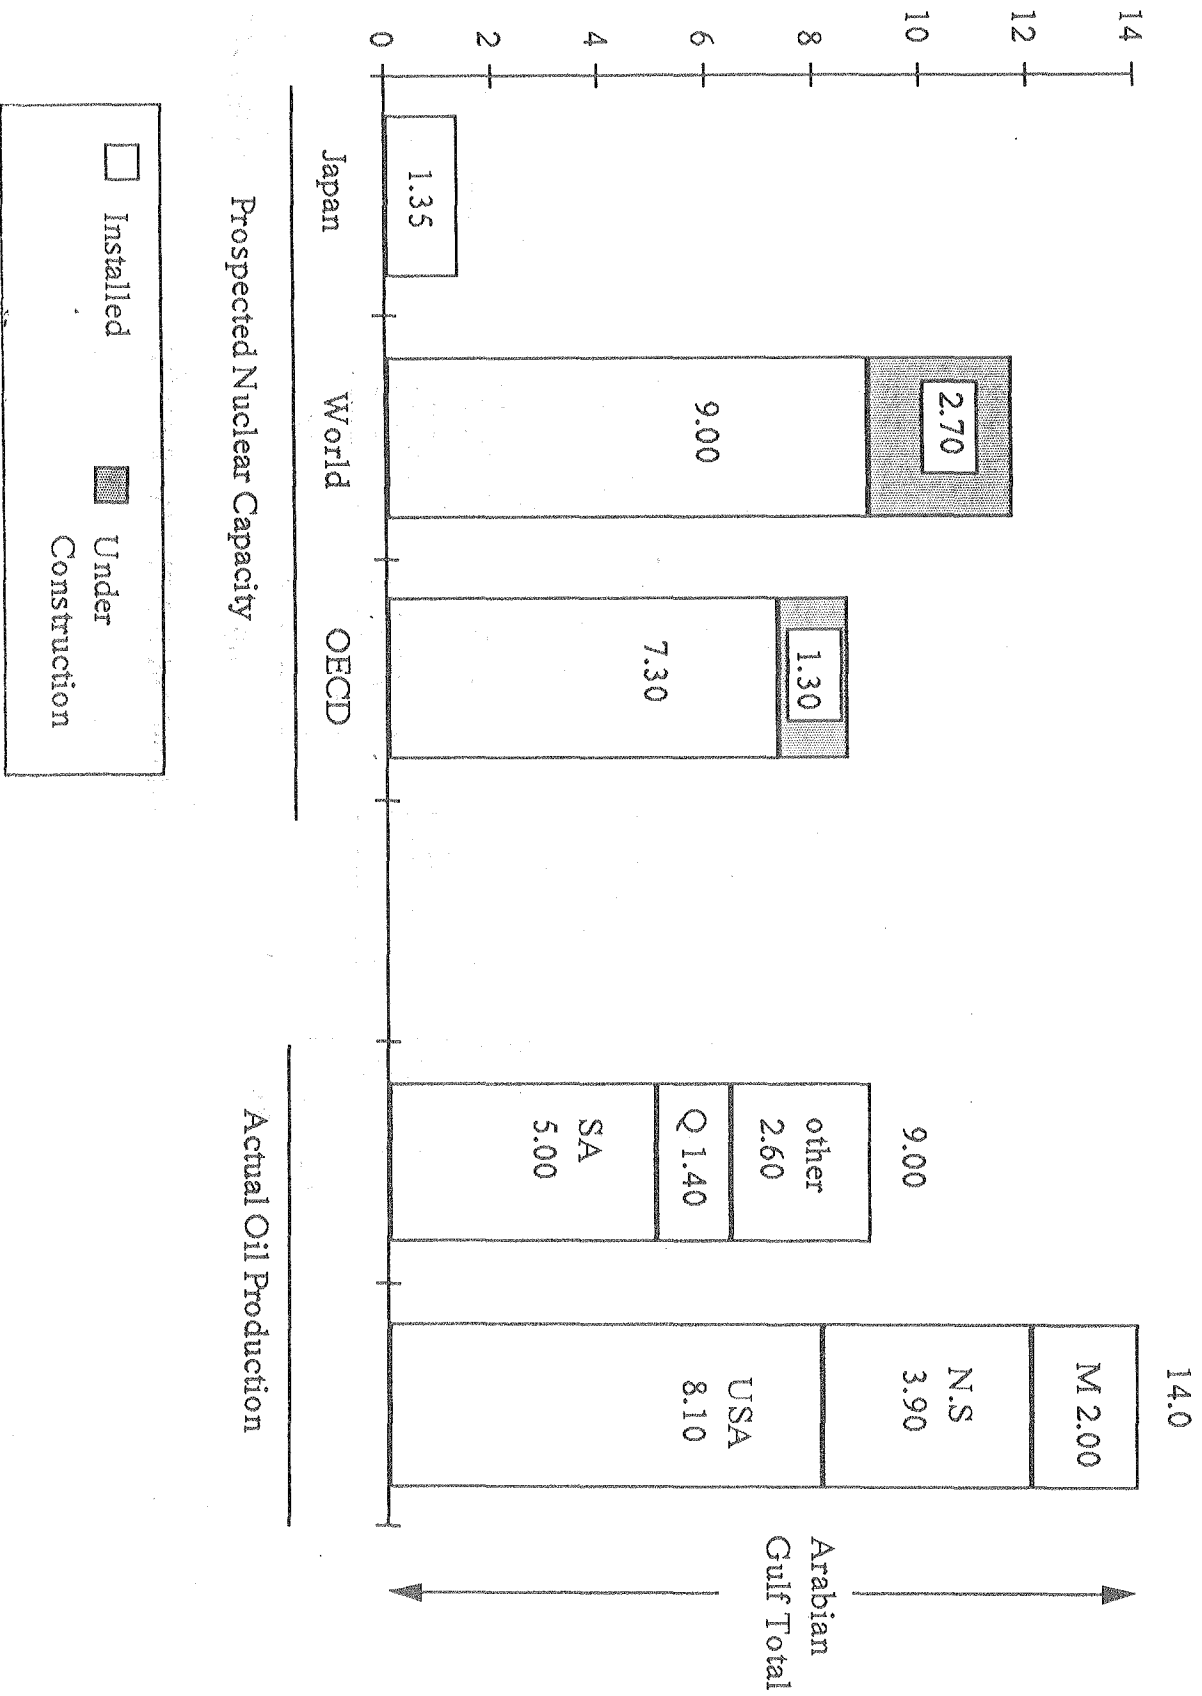 14
12
10
8
6
4
2
0
14.0
9.00
M 2.00
N.S
3.90
USA
8.10
other
2.60
Q 1.40
SA
5.00
2.70
9.00
1.30
7.30
1.35
Arabian
Gulf Total
Japan
World
OECD
Prospected Nuclear Capacity
Actual Oil Production
Installed
Under
Construction